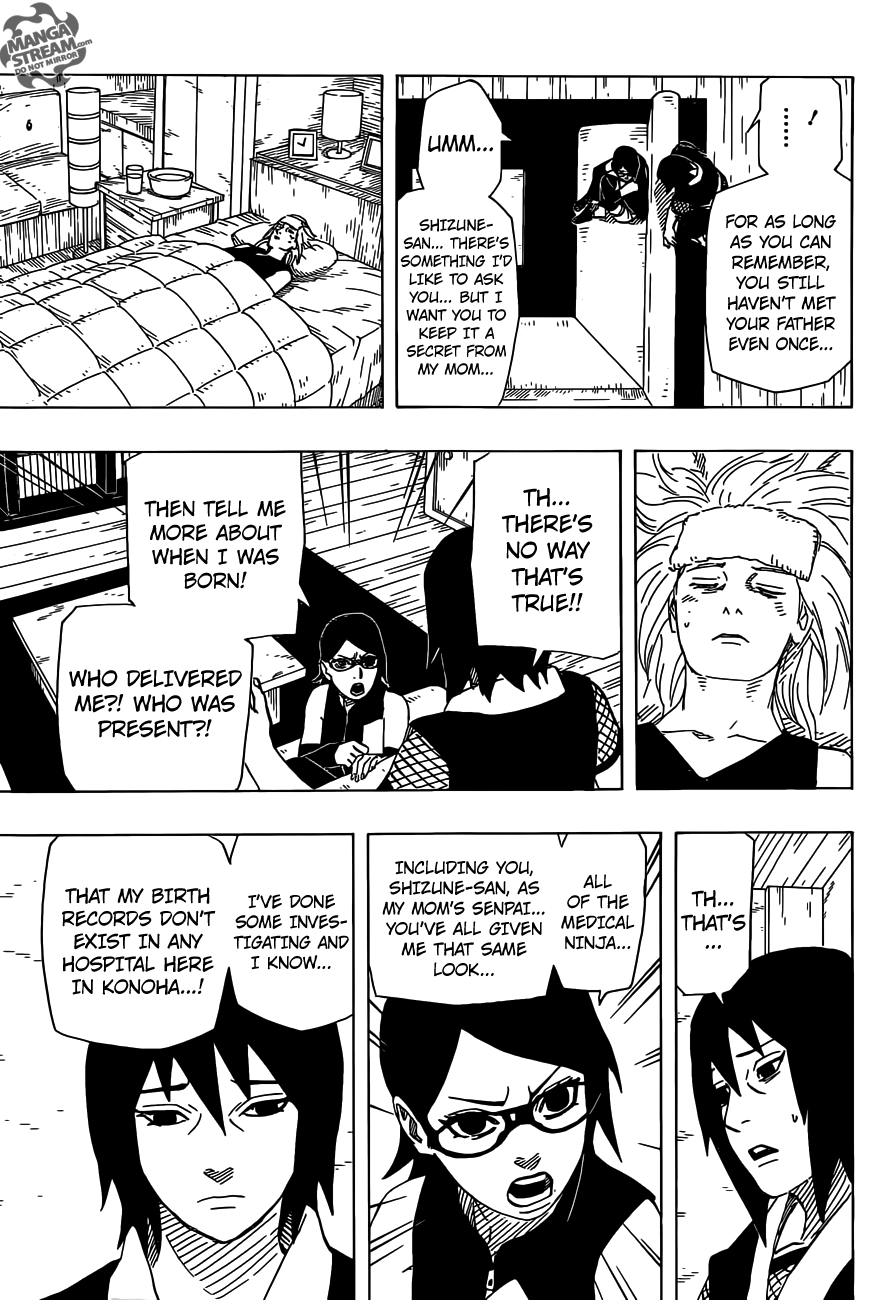 MANGA
STREAM.com
DO NOT MIRROR
...... !
FOR AS LONG
AS YOU CAN
REMEMBER,
YOU STILL
HAVEN'T MET
YOUR FATHER
EVEN ONCE...
UMM...
SHIZUNE-
SAN... THERE'S
SOMETHING I'D
LIKE TO ASK
YOU... BUT I
WANT YOU TO
KEEP IT A
SECRET FROM
MY MOM...
TH...
THERE'S
NO WAY
THAT'S
TRUE!!
THEN TELL ME
MORE ABOUT
WHEN I WAS
BORN!
WHO DELIVERED
ME?! WHO WAS
PRESENT?!
TH...
THAT'S
...
ALL
OF THE
MEDICAL
NINJA...
INCLUDING YOU,
SHIZUNE-SAN, AS
MY MOM'S SENPAI...
YOU'VE ALL GIVEN
ME THAT SAME
LOOK...
I'VE DONE
SOME INVES-
TIGATING AND
I KNOW...
THAT MY BIRTH
RECORDS DON'T
EXIST IN ANY
HOSPITAL HERE
IN KONOHA...!